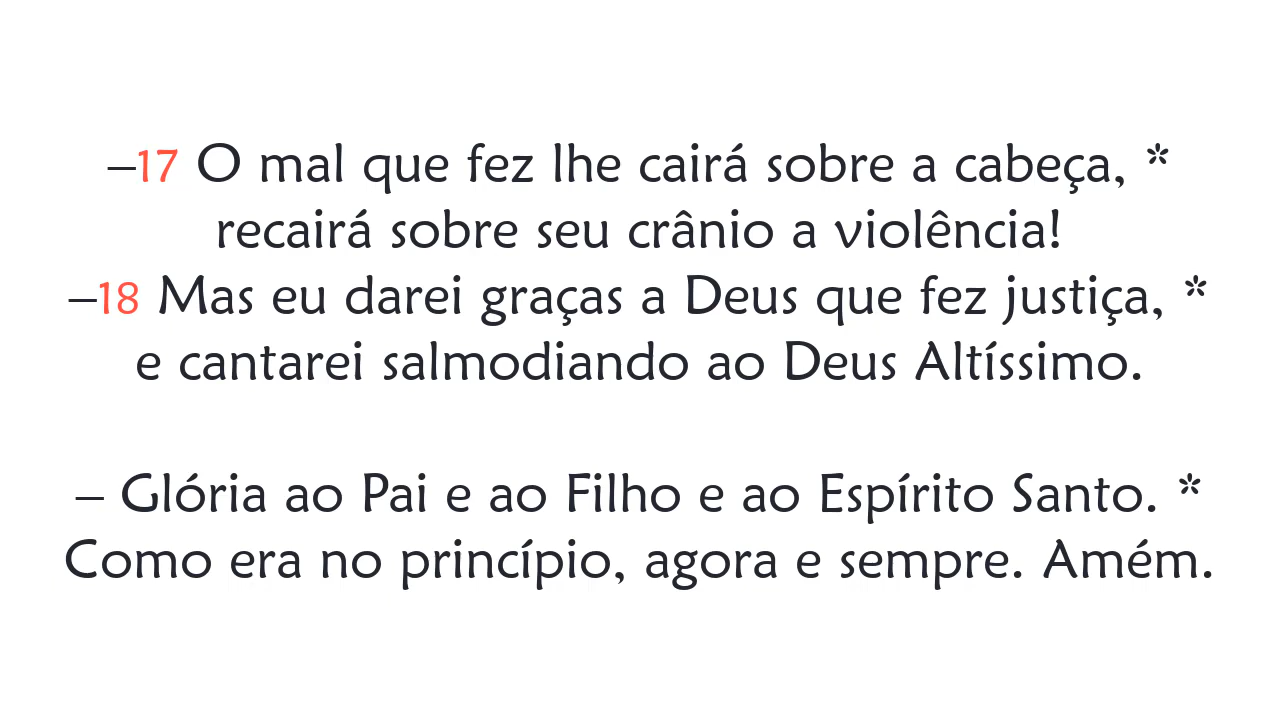 –17 O mal que fez lhe cairá sobre a cabeça, *
recairá sobre seu crânio a violência!
–18 Mas eu darei graças a Deus que fez justiça, *
e cantarei salmodiando ao Deus Altíssimo.
– Glória ao Pai e ao Filho e ao Espírito Santo. *
Como era no princípio, agora e sempre. Amém.